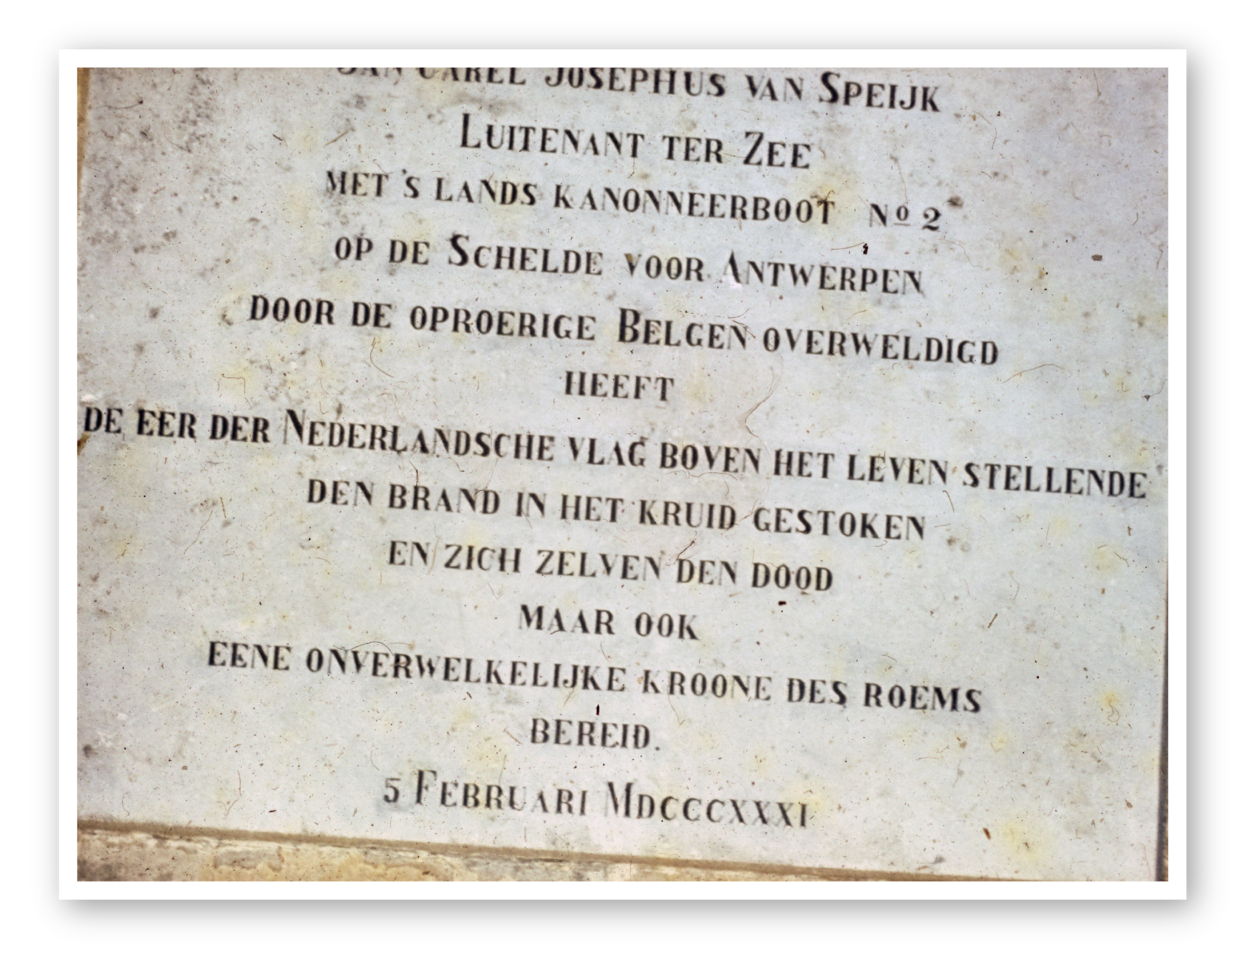 JAN CAREL JOSEPHUS VAN SPEIJK
LUITENANT TER ZEE
MET 'S LANDS KANONNEERBOOT Nº 2
OP DE SCHELDE VOOR ANTWERPEN
DOOR DE OPROERIGE BELGEN OVERWELDIGD
HEEFT
DE EER DER NEDERLANDSCHE VLAG BOVEN HET LEVEN STELLENDE
DEN BRAND IN HET KRUID GESTOKEN
EN ZICH ZELVEN DEN DOOD
MAAR OOK
EENE ONVERWELKELIJKE KROONE DES ROEMS
BEREID.
5 FEBRUARI MDCCCXXXI